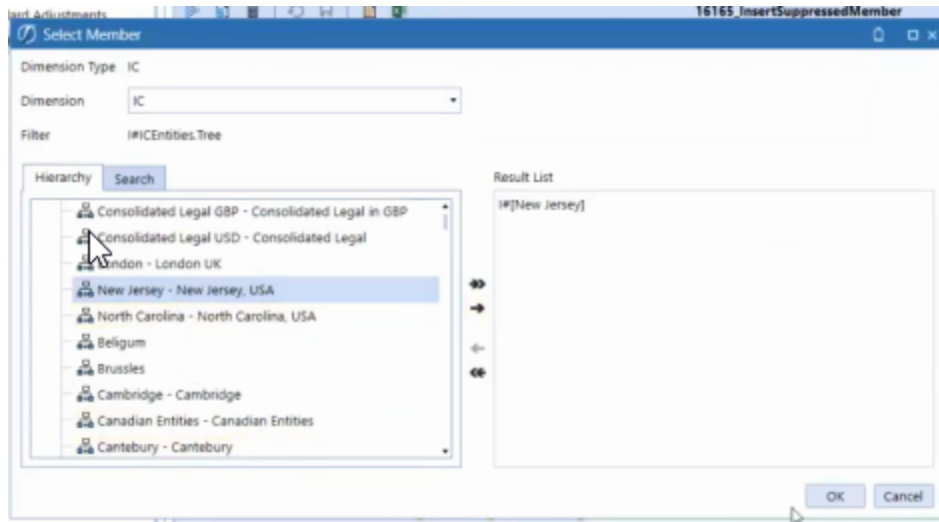 ard Adjustments
16165_InsertSuppressedMember
Select Member
Dimension Type IC
Dimension IC
Filter I#ICEntities.Tree
Hierarchy Search
Result List
Consolidated Legal GBP - Consolidated Legal in GBP
I#[New Jersey]
Consolidated Legal USD - Consolidated Legal
London - London UK
New Jersey - New Jersey, USA
North Carolina - North Carolina, USA
Beligum
Brussles
Cambridge - Cambridge
Canadian Entities - Canadian Entities
Cantebury - Cantebury
OK Cancel